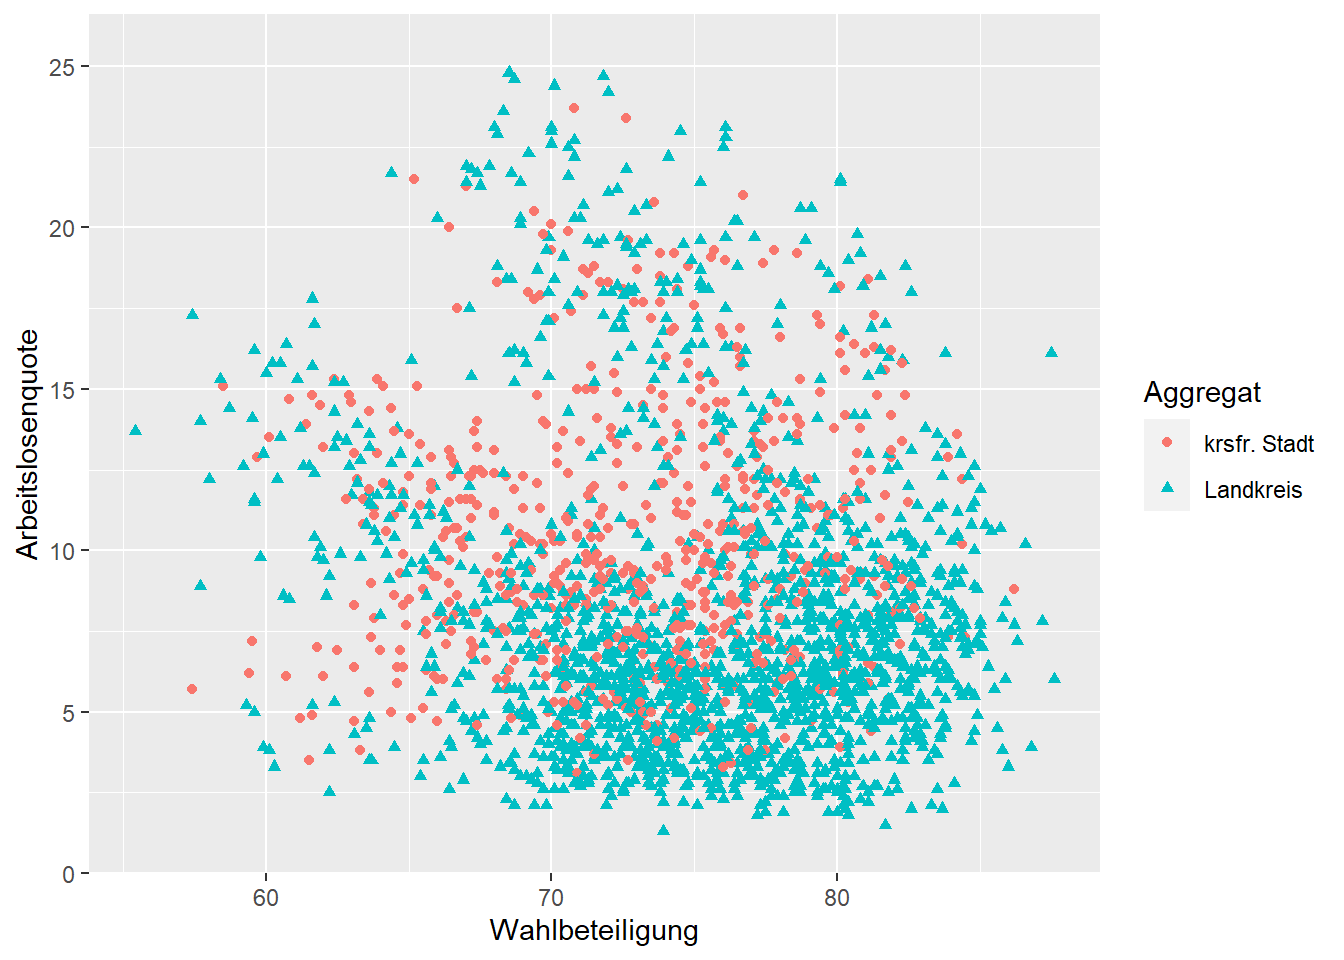 25
20
15
10
5
0
60
70
80
Wahlbeteiligung
Arbeitslosenquote
Aggregat
krsfr. Stadt
Landkreis